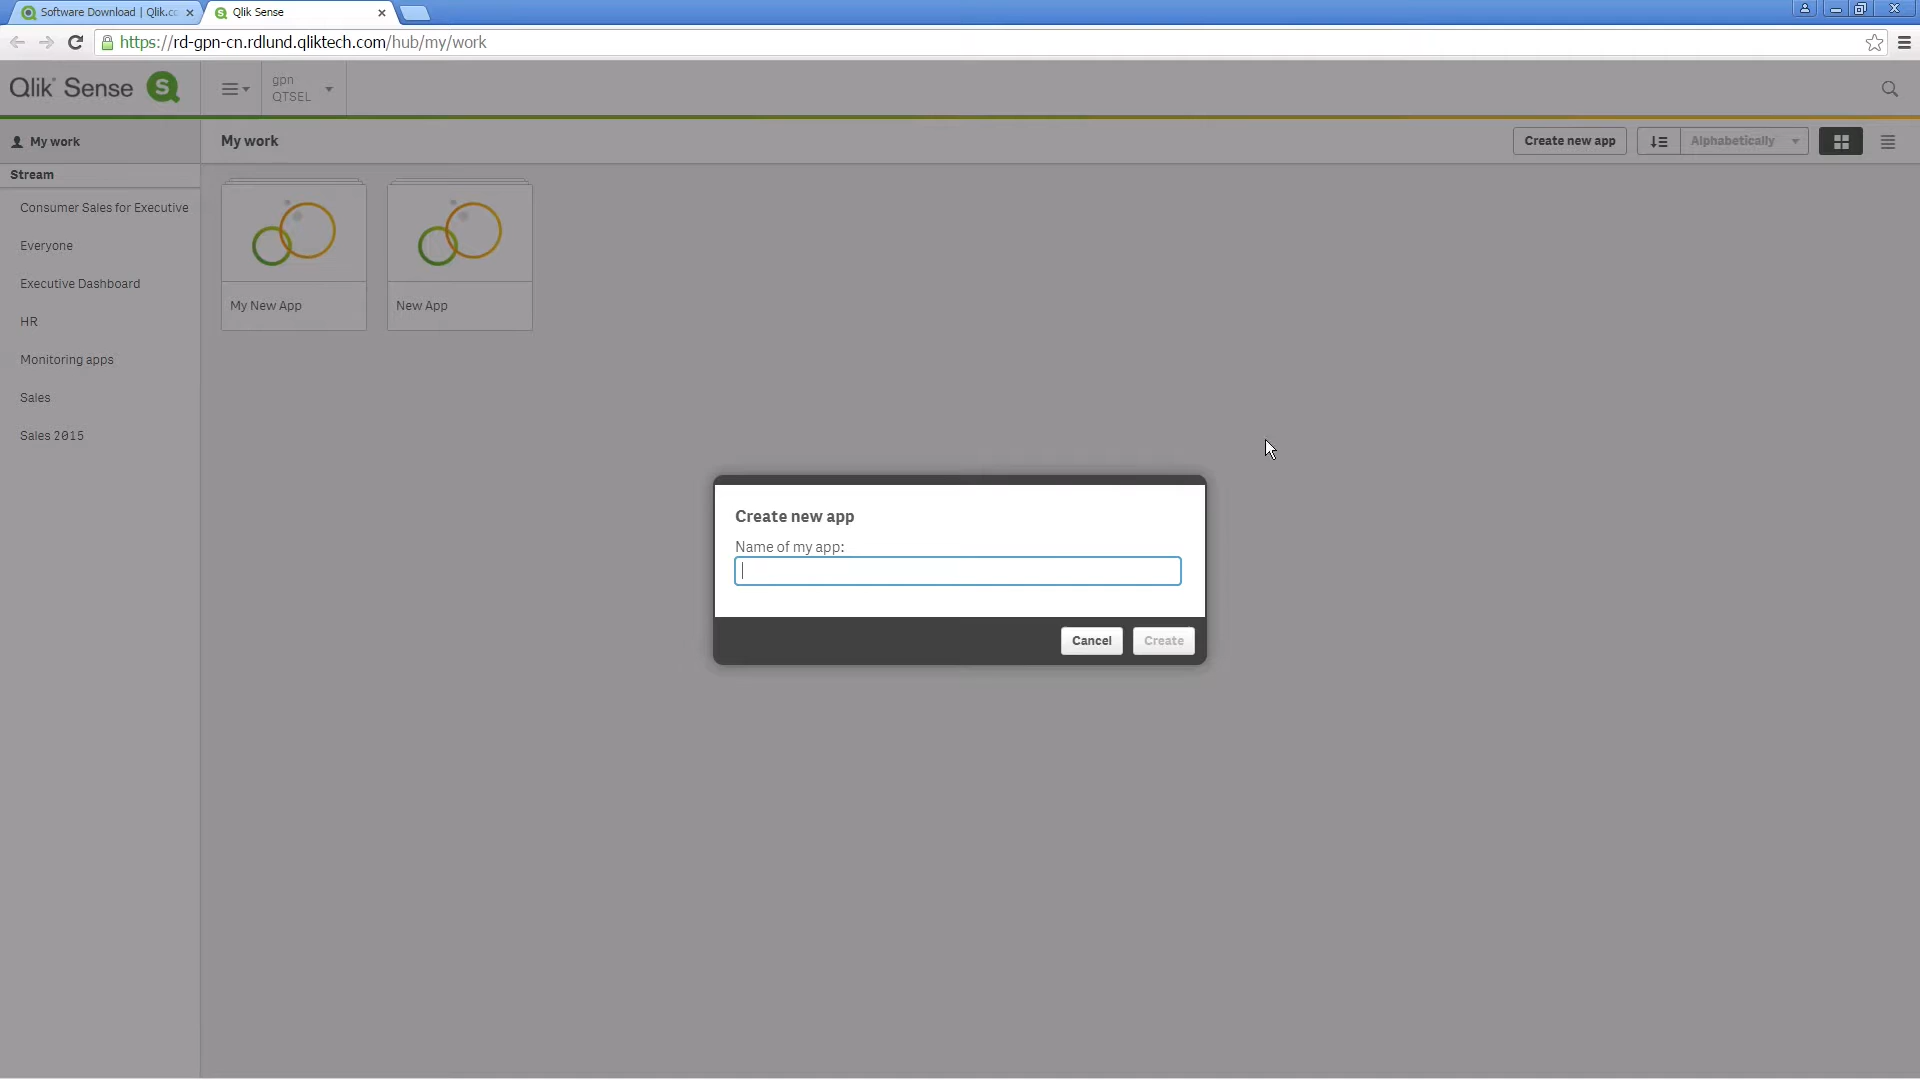 Software Download | Qlik.co
Qlik Sense
https://rd-gpn-cn.rdlund.qliktech.com/hub/my/work
Qlik Sense
gpn
QTSEL
My work
My work
Create new app
Alphabetically
Stream
Consumer Sales for Executive
Everyone
Executive Dashboard
HR
Monitoring apps
Sales
Sales 2015
My New App
New App
Create new app
Name of my app:
Cancel
Create